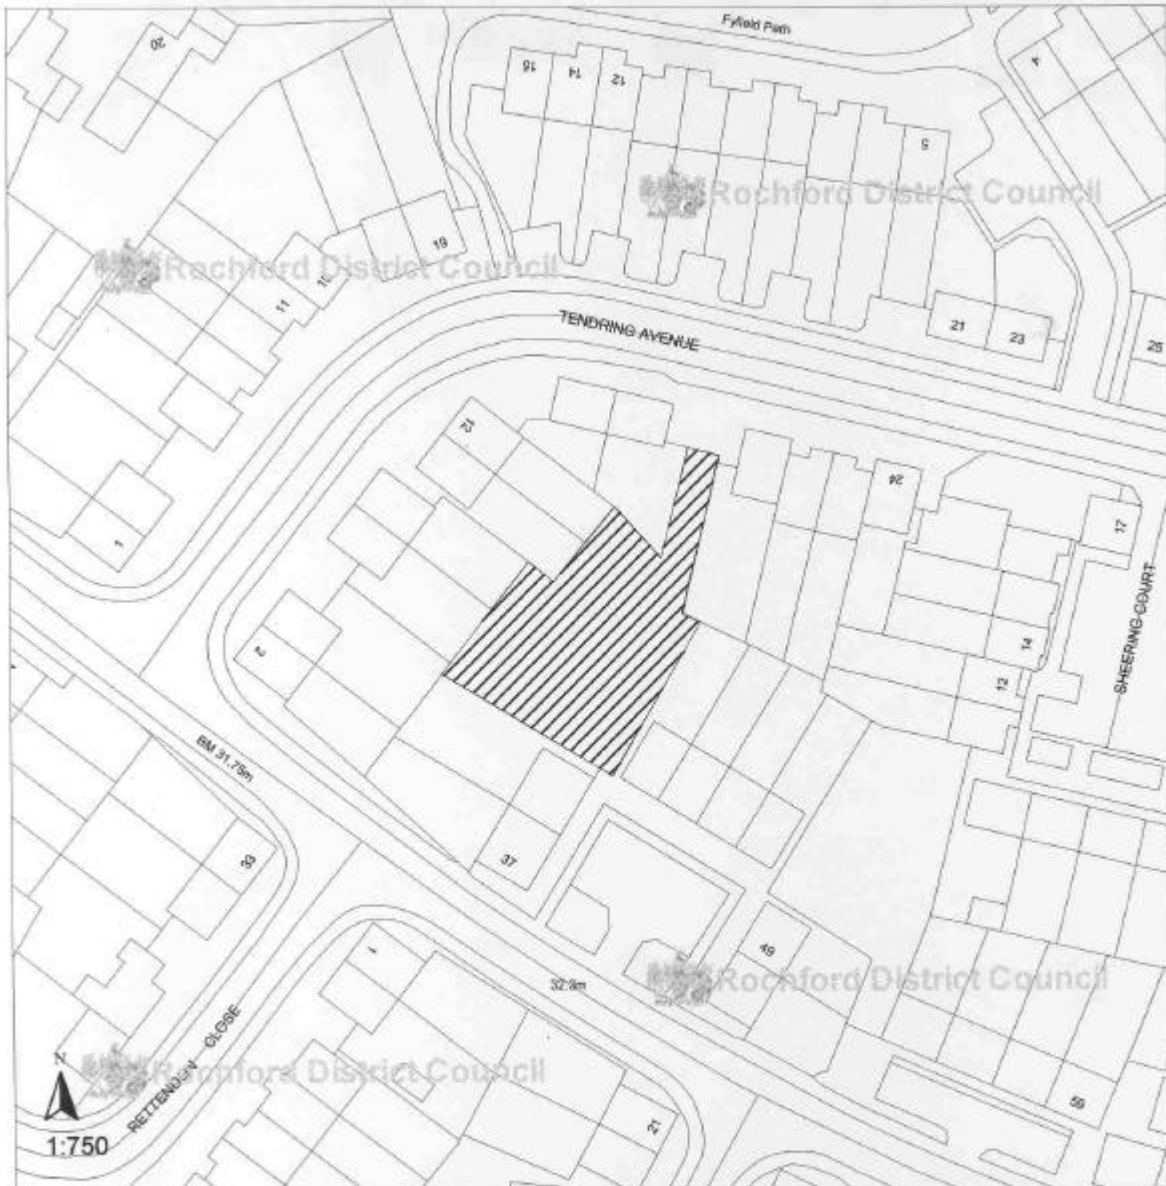 Fyfield Path
20
15
14
12
4
5
Rochford District Council
19
Rochford District Council
11
TENDRING AVENUE
21
23
25
12
24
17
SHEERING COURT
1
14
2
12
BM 31.75m
33
37
49
1
32.9m
Rochford District Council
RETTENDON CLOSE
N
Rochford District Council
59
21
1:750